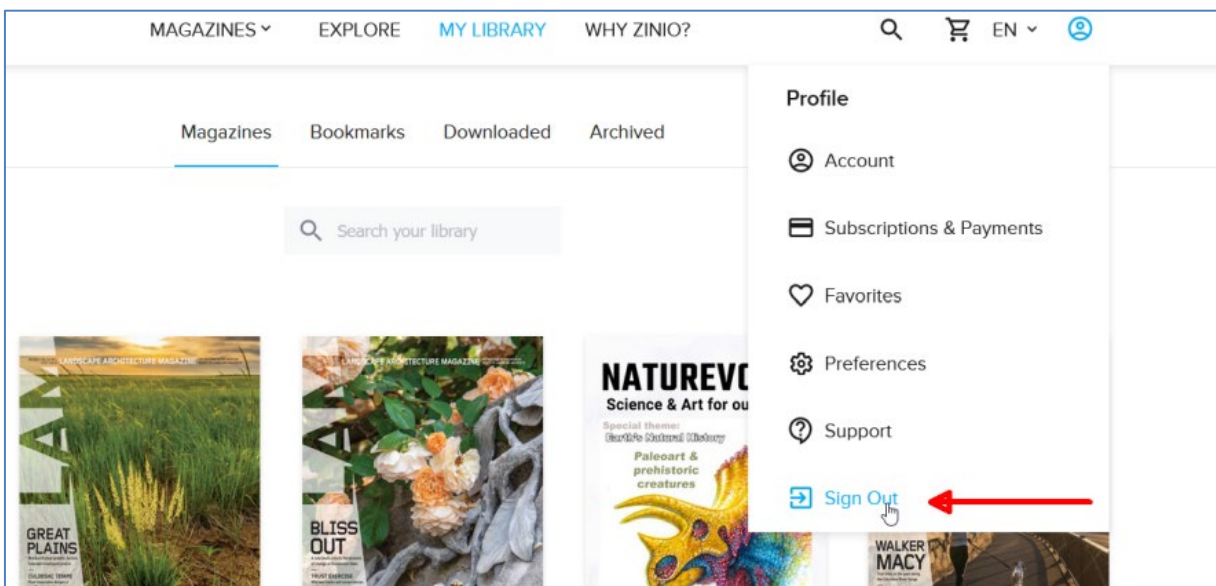 MAGAZINES EXPLORE MY LIBRARY WHY ZINIO? EN
Profile
Magazines Bookmarks Downloaded Archived
Account
Subscriptions & Payments
Search your library
Favorites
Preferences
Support
Sign Out
LANDSCAPE ARCHITECTURE MAGAZINE
LAM
GREAT
PLAINS
LANDSCAPE ARCHITECTURE MAGAZINE
LAM
BLISS
OUT
TRUST EXERCISE
NATUREVO
Science & Art for ou
Special theme:
Earth's Natural History
Paleoart &
prehistoric
creatures
WALKER
MACY